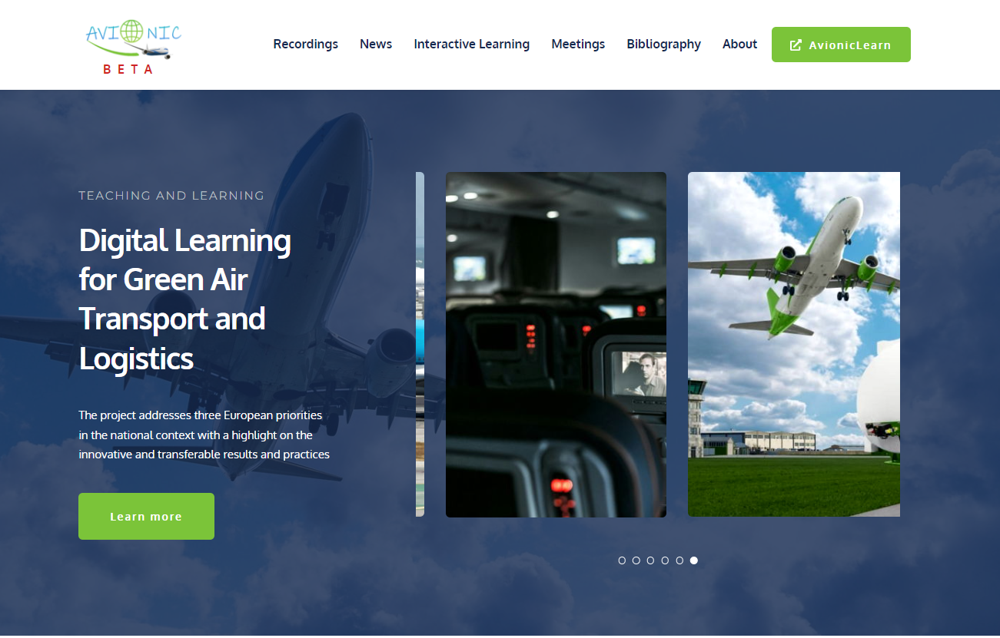 AVIONIC
BETA
Recordings
News
Interactive Learning
Meetings
Bibliography
About
AvionicLearn
TEACHING AND LEARNING
Digital Learning
for Green Air
Transport and
Logistics
The project addresses three European priorities
in the national context with a highlight on the
innovative and transferable results and practices
Learn more